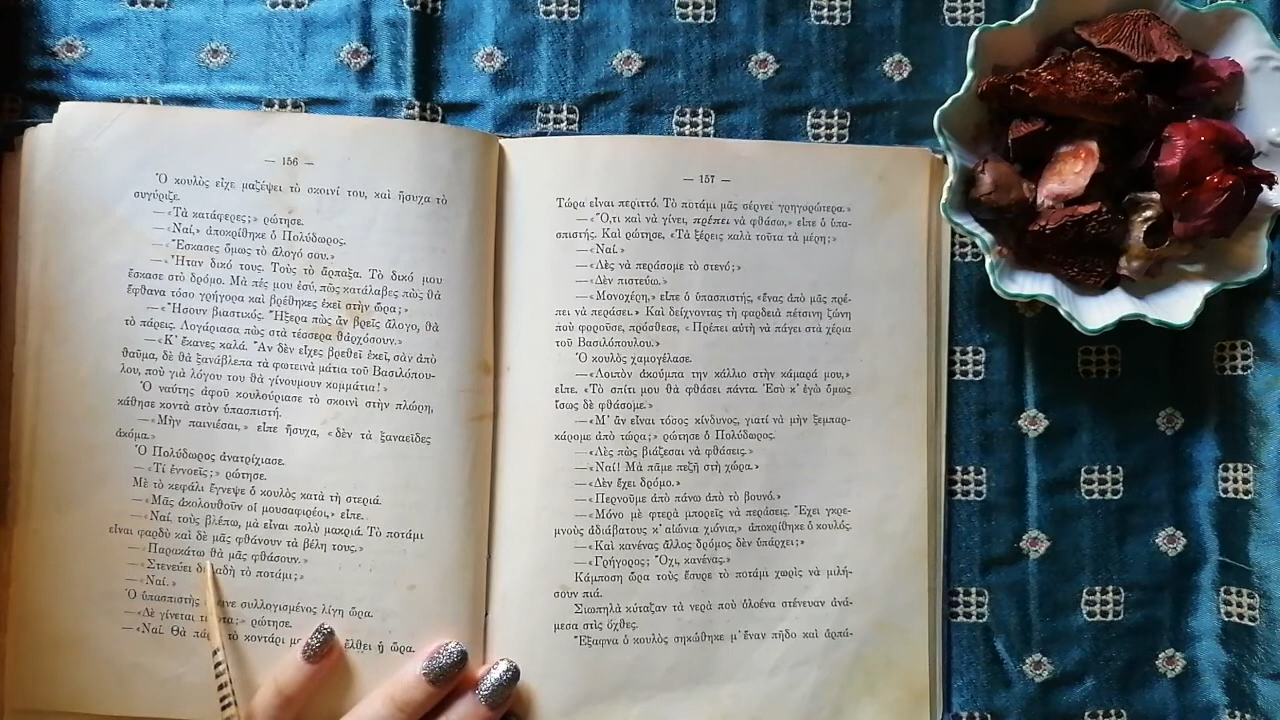 — 156 —
Ὁ κουλὸς εἶχε μαζέψει τὸ σκοινί του, καὶ ἥσυχα τὸ
συγύριζε.
—«Τὰ κατάφερες;» ρώτησε.
—«Ναί,» ἀποκρίθηκε ὁ Πολύδωρος.
—«Ἔσκασες ὅμως τὸ ἄλογό σου.»
—«Ἦταν δικό τους. Τοὺς τὸ ἅρπαξα. Τὸ δικό μου
ἔσκασε στὸ δρόμο. Μὰ πές μου ἐσύ, πῶς κατάλαβες πὼς θὰ
ἔφθανα τόσο γρήγορα καὶ βρέθηκες ἐκεῖ στὴν ὥρα;»
—«Ἤσουν βιαστικός. Ἤξερα πὼς ἂν βρεῖς ἄλογο, θὰ
τὸ πάρεις. Λογάριασα πὼς στὰ τέσσερα θἀρχόσουν.»
—«Κ' ἔκανες καλά. Ἂν δὲν εἶχες βρεθεῖ ἐκεῖ, σὰν ἀπὸ
θαῦμα, δὲ θὰ ξανάβλεπα τὰ φωτεινὰ μάτια τοῦ Βασιλόπου-
λου, ποὺ γιὰ λόγου του θὰ γίνουμουν κομμάτια!»
Ὁ ναύτης ἀφοῦ κουλούριασε τὸ σκοινὶ στὴν πλώρη,
κάθησε κοντὰ στὸν ὑπασπιστή.
—«Μὴν παινιέσαι,» εἶπε ἥσυχα, «δὲν τὰ ξαναεῖδες
ἀκόμα.»
Ὁ Πολύδωρος ἀνατρίχιασε.
—«Τί ἐννοεῖς;» ρώτησε.
Μὲ τὸ κεφάλι ἔγνεψε ὁ κουλὸς κατὰ τὴ στεριά.
—«Μᾶς ἀκολουθοῦν οἱ μουσαφιρέοι,» εἶπε.
—«Ναί, τοὺς βλέπω, μὰ εἶναι πολὺ μακριά. Τὸ ποτάμι
εἶναι φαρδὺ καὶ δὲ μᾶς φθάνουν τὰ βέλη τους.»
—«Παρακάτω θὰ μᾶς φθάσουν.»
—«Στενεύει τὸ ποτάμι;»
—«Ναί.»
Ὁ ὑπασπιστὴς συλλογισμένος λίγη ὥρα.
—«Δὲ γίνεται ρώτησε.
—«Ναί. Θὰ τὸ κοντάρι ἔλθει ἡ ὥρα.
— 157 —
Τώρα εἶναι περιττό. Τὸ ποτάμι μᾶς σέρνει γρηγορώτερα.»
—«Ὅ,τι καὶ νὰ γίνει, πρέπει νὰ φθάσω,» εἶπε ὁ ὑπα-
σπιστής. Καὶ ρώτησε, «Τὰ ξέρεις καλὰ τοῦτα τὰ μέρη;»
—«Ναί.»
—«Λὲς νὰ περάσομε τὸ στενό;»
—«Δὲν πιστεύω.»
—«Μονοχέρη,» εἶπε ὁ ὑπασπιστής, «ἕνας ἀπὸ μᾶς πρέ-
πει νὰ περάσει.» Καὶ δείχνοντας τὴ φαρδειὰ πέτσινη ζώνη
ποὺ φοροῦσε, πρόσθεσε, «Πρέπει αὐτὴ νὰ πάγει στὰ χέρια
τοῦ Βασιλόπουλου.»
Ὁ κουλὸς χαμογέλασε.
—«Λοιπὸν ἀκούμπα την κάλλιο στὴν κάμαρά μου,»
εἶπε. «Τὸ σπίτι μου θὰ φθάσει πάντα. Ἐσὺ κ' ἐγὼ ὅμως
ἴσως δὲ φθάσομε.»
—«Μ' ἂν εἶναι τόσος κίνδυνος, γιατί νὰ μὴν ξεμπαρ-
κάρομε ἀπὸ τώρα;» ρώτησε ὁ Πολύδωρος.
—«Λὲς πὼς βιάζεσαι νὰ φθάσεις.»
—«Ναί! Μὰ πᾶμε πεζῇ στὴ χώρα.»
—«Δὲν ἔχει δρόμο.»
—«Περνοῦμε ἀπὸ πάνω ἀπὸ τὸ βουνό.»
—«Μόνο μὲ φτερὰ μπορεῖς νὰ περάσεις. Ἔχει γκρε-
μνοὺς ἀδιάβατους κ' αἰώνια χιόνια,» ἀποκρίθηκε ὁ κουλός.
—«Καὶ κανένας ἄλλος δρόμος δὲν ὑπάρχει;»
—«Γρήγορος; Ὄχι, κανένας.»
Κάμποση ὥρα τοὺς ἔσυρε τὸ ποτάμι χωρὶς νὰ μιλή-
σουν πιά.
Σιωπηλὰ κύταζαν τὰ νερὰ ποὺ ὁλοένα στένευαν ἀνά-
μεσα στὶς ὄχθες.
Ἔξαφνα ὁ κουλὸς σηκώθηκε μ' ἕναν πῆδο καὶ ἁρπά-